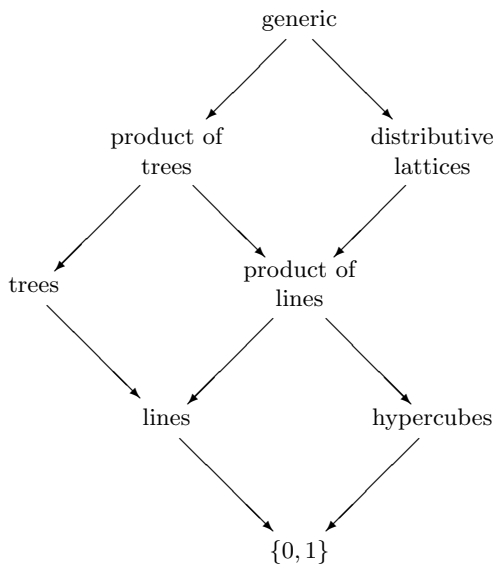 generic
product of
trees
distributive
lattices
trees
product of
lines
lines
hypercubes
{0, 1}